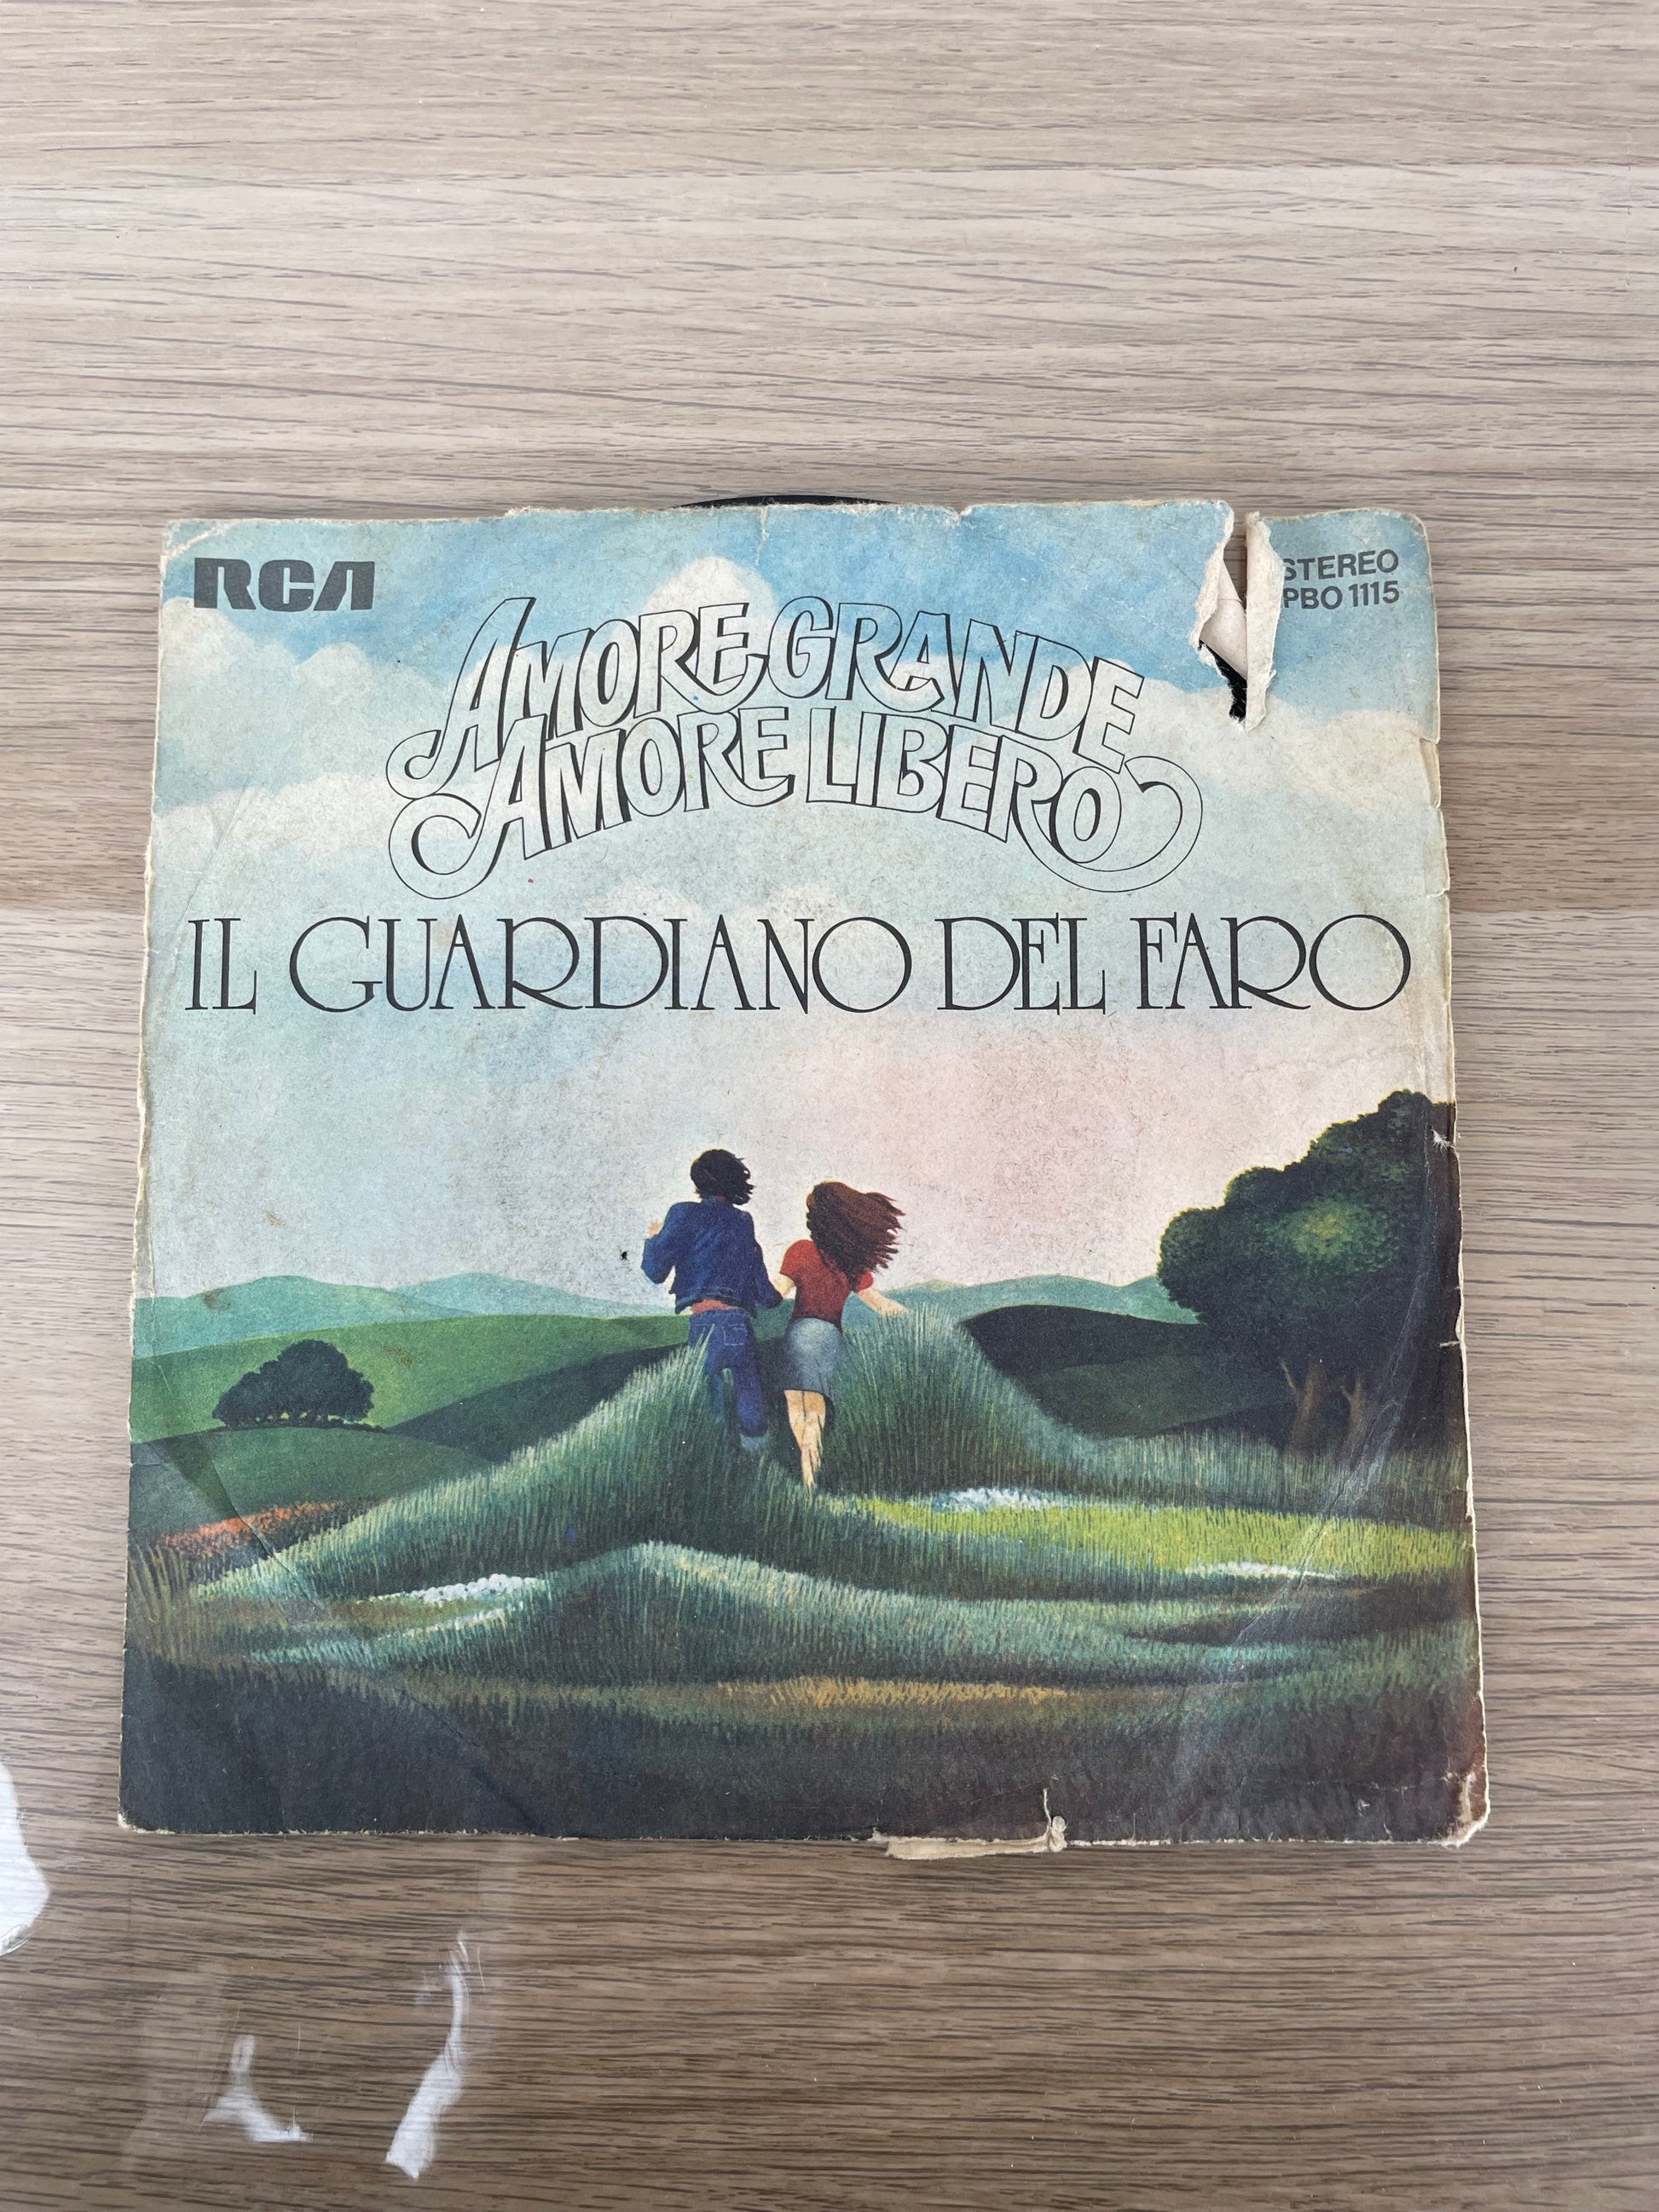 RCA
STEREO
PBO 1115
AMORE GRANDE
AMORE LIBERO
IL GUARDIANO DEL FARO